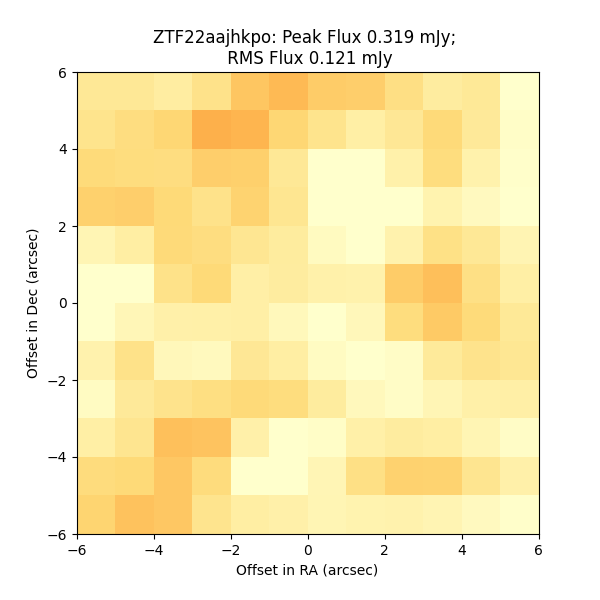 ZTF22aajhkpo: Peak Flux 0.319 mJy;
RMS Flux 0.121 mJy
6
4
2
0
−2
−4
−6
Offset in Dec (arcsec)
−6 −4 −2 0 2 4 6
Offset in RA (arcsec)